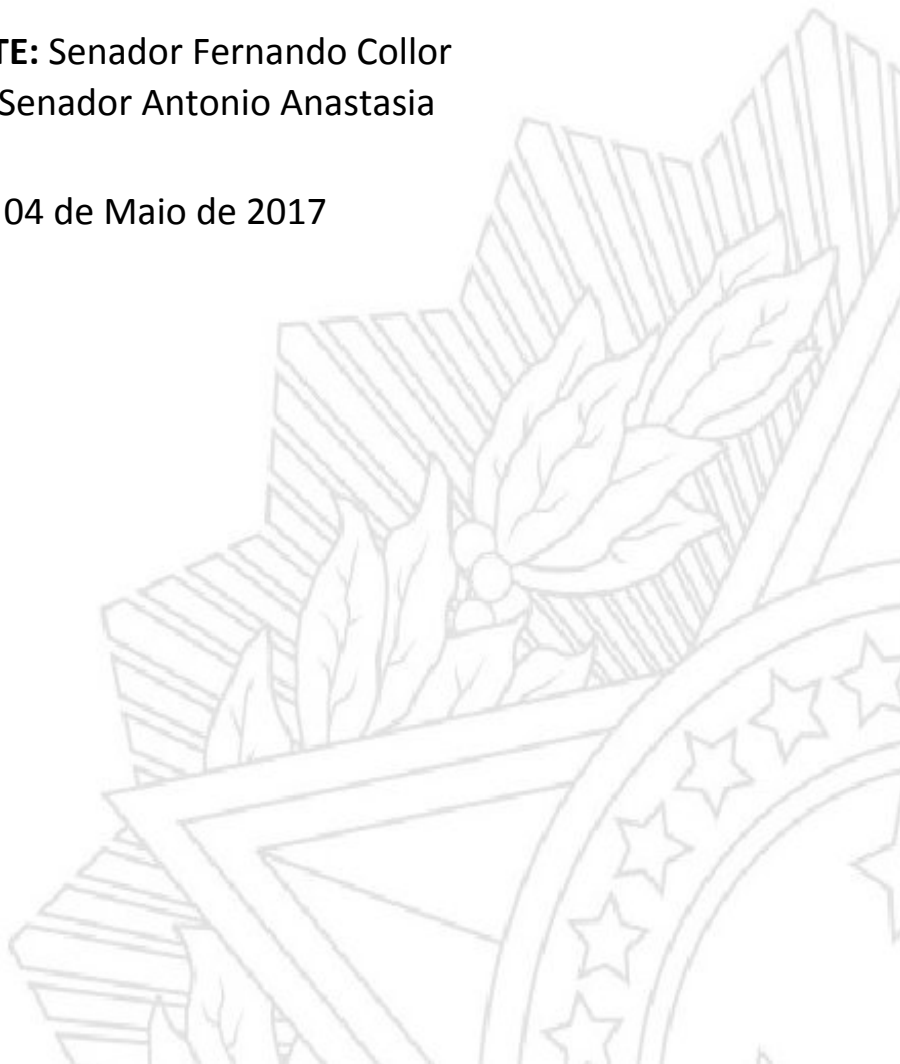 TE: Senador Fernando Collor
Senador Antonio Anastasia
04 de Maio de 2017